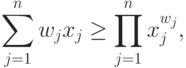 \sum_{j=1}^{n} w_j x_j \geq \prod_{j=1}^{n} x_j^{w_j},